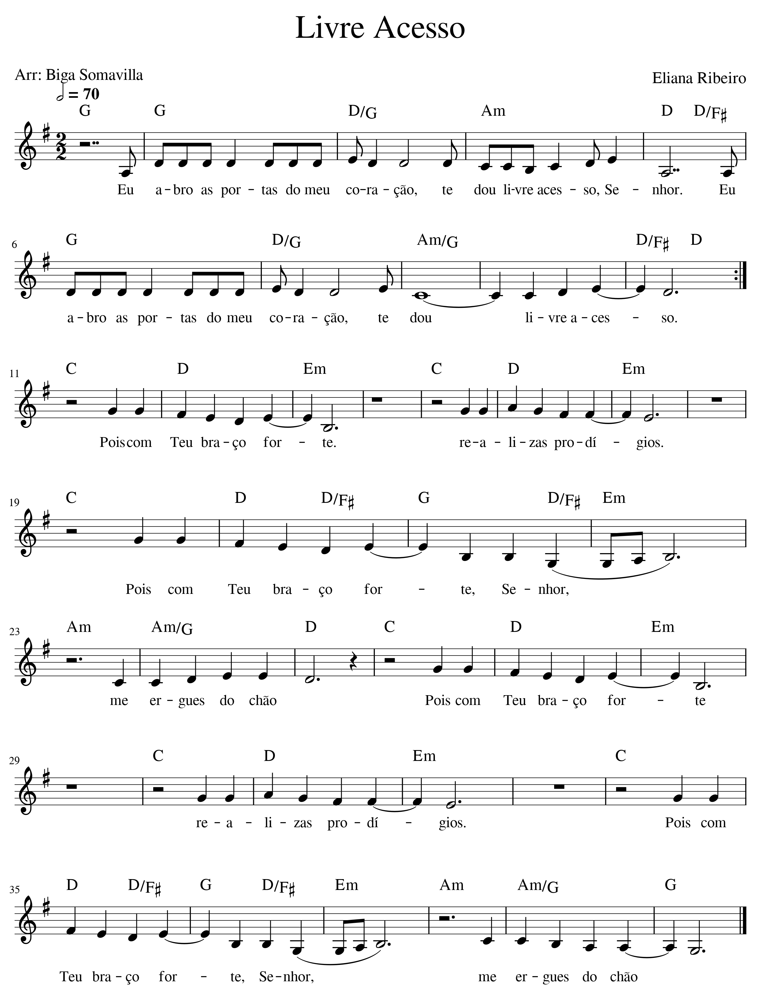 Livre Acesso
Arr: Biga Somavilla
Eliana Ribeiro
= 70
G G D/G Am D D/F♯
2
2
Eu a - bro as por - tas do meu co - ra - ção, te dou li - vre aces - so, Se - nhor. Eu
G D/G Am/G D/F♯ D
6
a - bro as por - tas do meu co - ra - ção, te dou li - vre a - ces - so.
C D Em C D Em
11
Pois com Teu bra - ço for - te. re - a - li - zas pro - dí - gios.
C D D/F♯ G D/F♯ Em
19
Pois com Teu bra - ço for - te, Se - nhor,
Am Am/G D C D Em
23
me er - gues do chão Pois com Teu bra - ço for - te
C D Em C
29
re - a - li - zas pro - dí - gios. Pois com
D D/F♯ G D/F♯ Em Am Am/G G
35
Teu bra - ço for - te, Se - nhor, me er - gues do chão